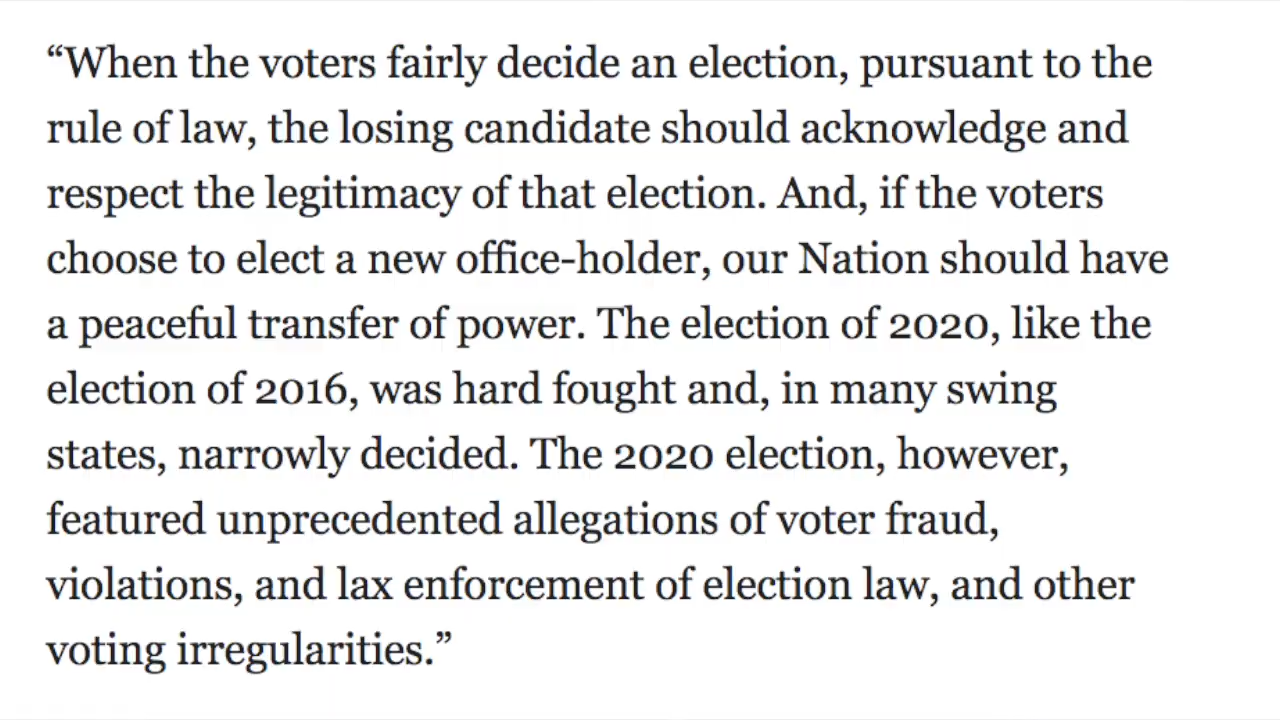 “When the voters fairly decide an election, pursuant to the
rule of law, the losing candidate should acknowledge and
respect the legitimacy of that election. And, if the voters
choose to elect a new office-holder, our Nation should have
a peaceful transfer of power. The election of 2020, like the
election of 2016, was hard fought and, in many swing
states, narrowly decided. The 2020 election, however,
featured unprecedented allegations of voter fraud,
violations, and lax enforcement of election law, and other
voting irregularities.”